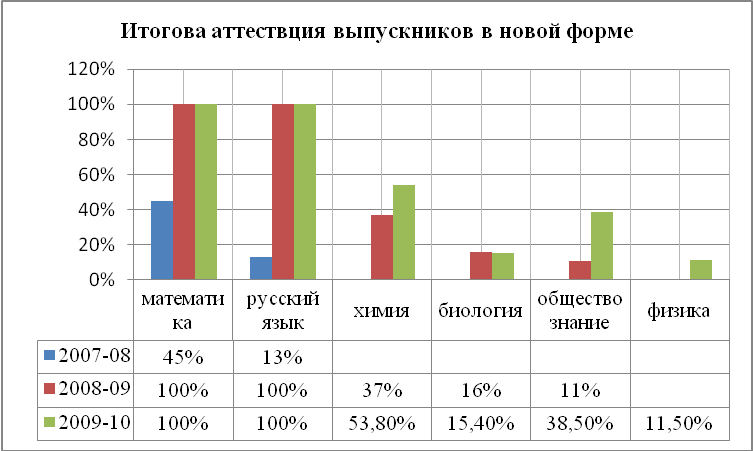 Итогова аттествция выпускников в новой форме
120%
100%
80%
60%
40%
20%
0%
математи
ка
русский
язык
химия
биология
общество
знание
физика
2007-08 45% 13%
2008-09 100% 100% 37% 16% 11%
2009-10 100% 100% 53,80% 15,40% 38,50% 11,50%